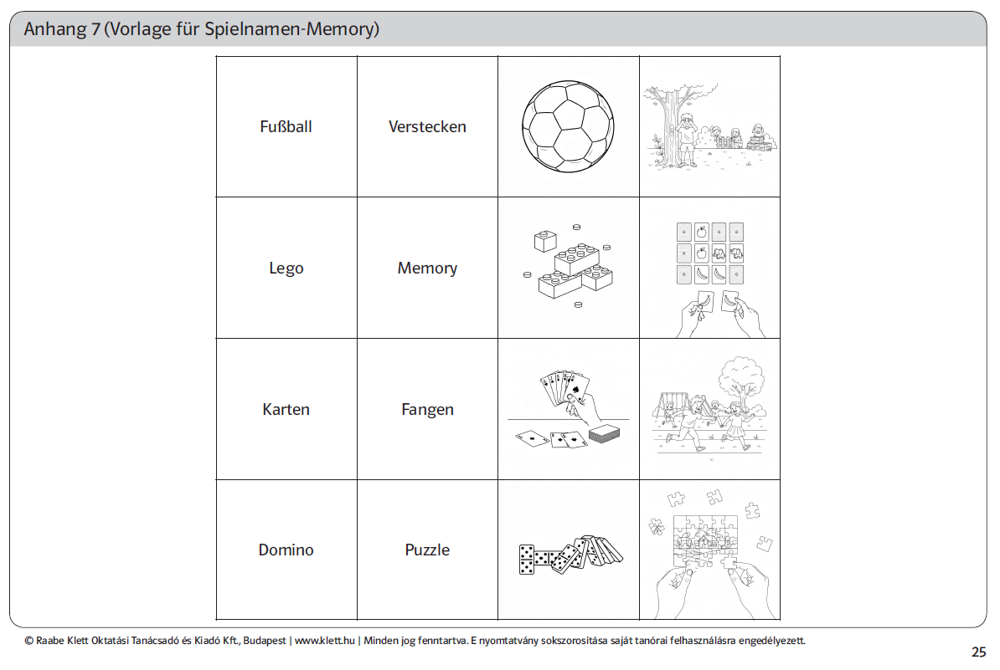 Anhang 7 (Vorlage für Spielnamen-Memory)
Fußball
Verstecken
Lego
Memory
Karten
Fangen
Domino
Puzzle
© Raabe Klett Oktatási Tanácsadó és Kiadó Kft., Budapest | www.klett.hu | Minden jog fenntartva. E nyomtatvány sokszorosítása saját tanórai felhasználásra engedélyezett.
25